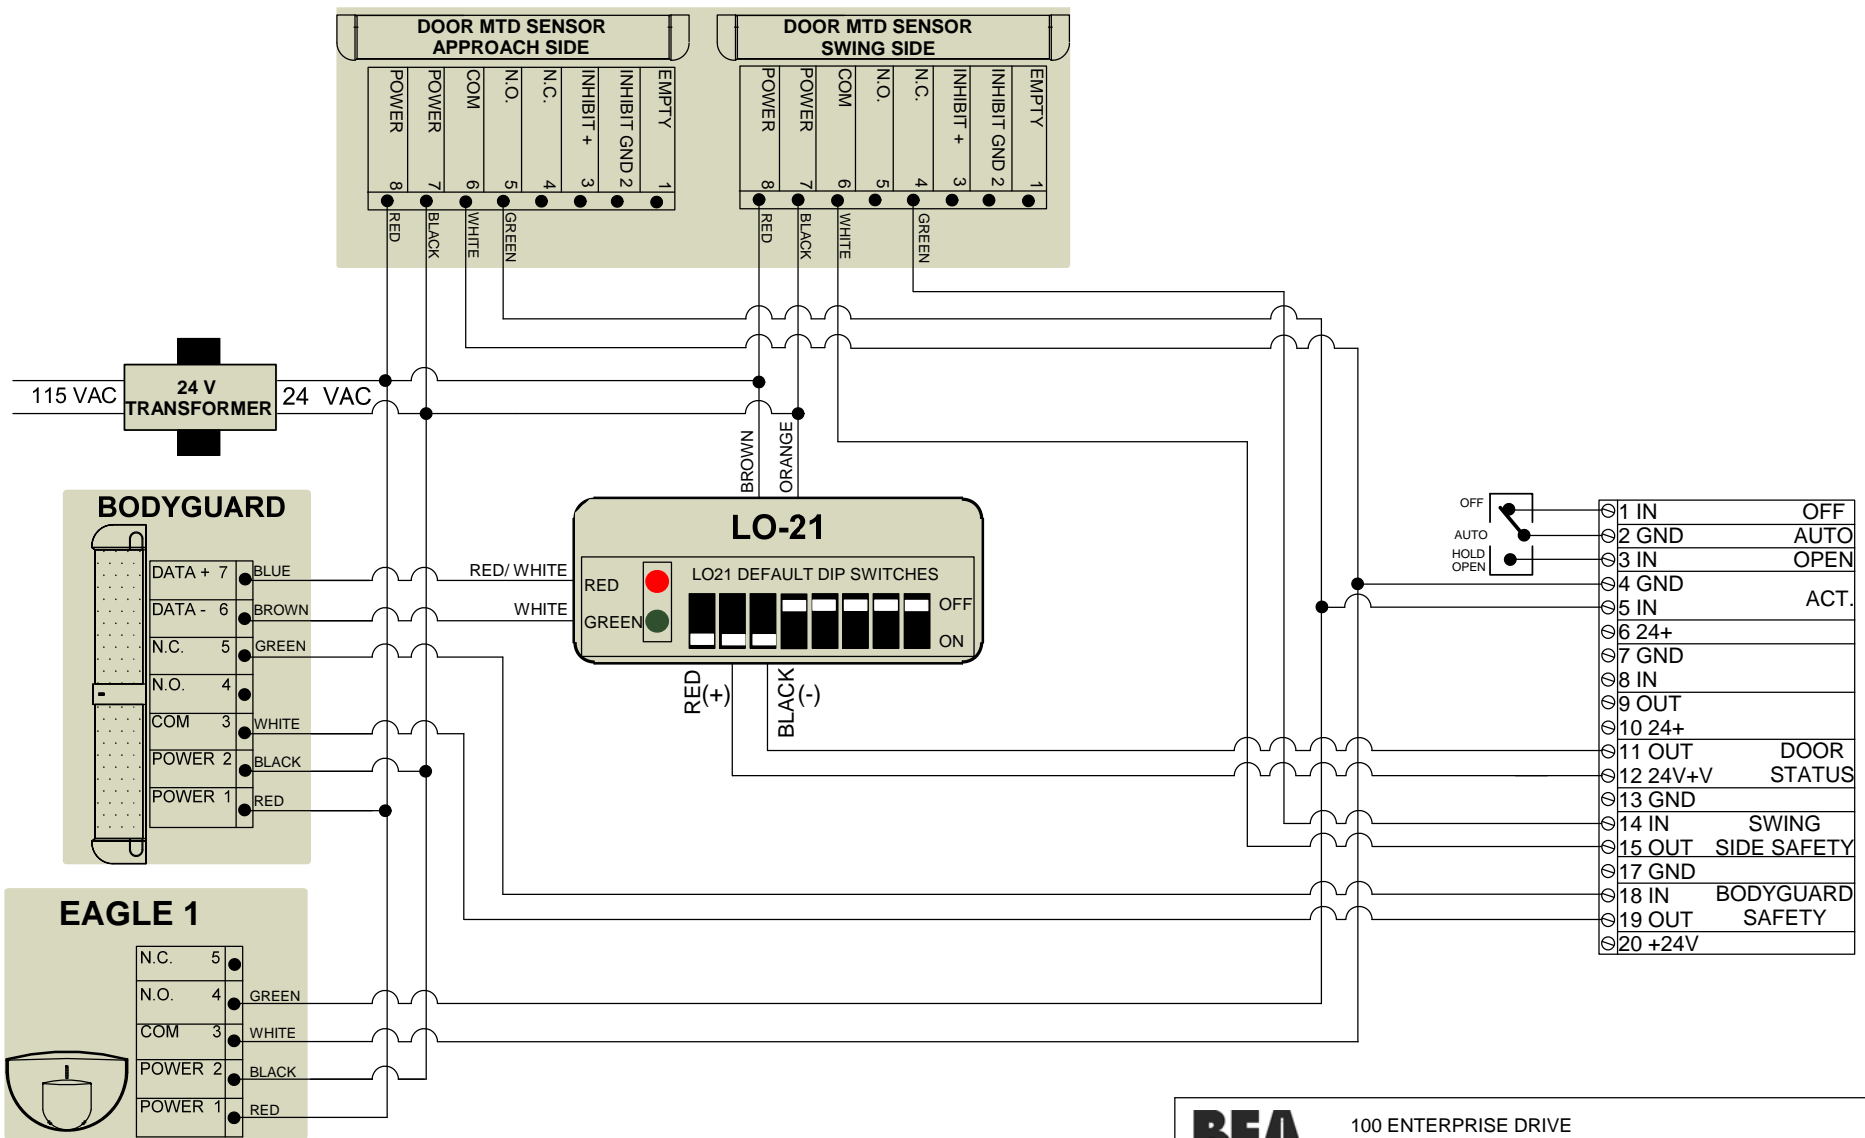 DOOR MTD SENSOR
APPROACH SIDE
POWER 8
POWER 7
COM 6
N.O. 5
N.C. 4
INHIBIT + 3
INHIBIT GND 2
EMPTY 1
RED
BLACK
WHITE
GREEN
DOOR MTD SENSOR
SWING SIDE
POWER 8
POWER 7
COM 6
N.O. 5
N.C. 4
INHIBIT + 3
INHIBIT GND 2
EMPTY 1
RED
BLACK
WHITE
GREEN
115 VAC
24 V
TRANSFORMER
24 VAC
BROWN
ORANGE
BODYGUARD
DATA + 7 BLUE
DATA - 6 BROWN
N.C. 5 GREEN
N.O. 4
COM 3 WHITE
POWER 2 BLACK
POWER 1 RED
RED/ WHITE
WHITE
LO-21
LO21 DEFAULT DIP SWITCHES
RED
GREEN
OFF
ON
RED (+)
BLACK (-)
OFF
AUTO
HOLD
OPEN
1 IN OFF
2 GND AUTO
3 IN OPEN
4 GND
5 IN ACT.
6 24+
7 GND
8 IN
9 OUT
10 24+
11 OUT DOOR
12 24V+V STATUS
13 GND
14 IN SWING
15 OUT SIDE SAFETY
17 GND
18 IN BODYGUARD
19 OUT SAFETY
20 +24V
EAGLE 1
N.C. 5
N.O. 4 GREEN
COM 3 WHITE
POWER 2 BLACK
POWER 1 RED
BEA
100 ENTERPRISE DRIVE